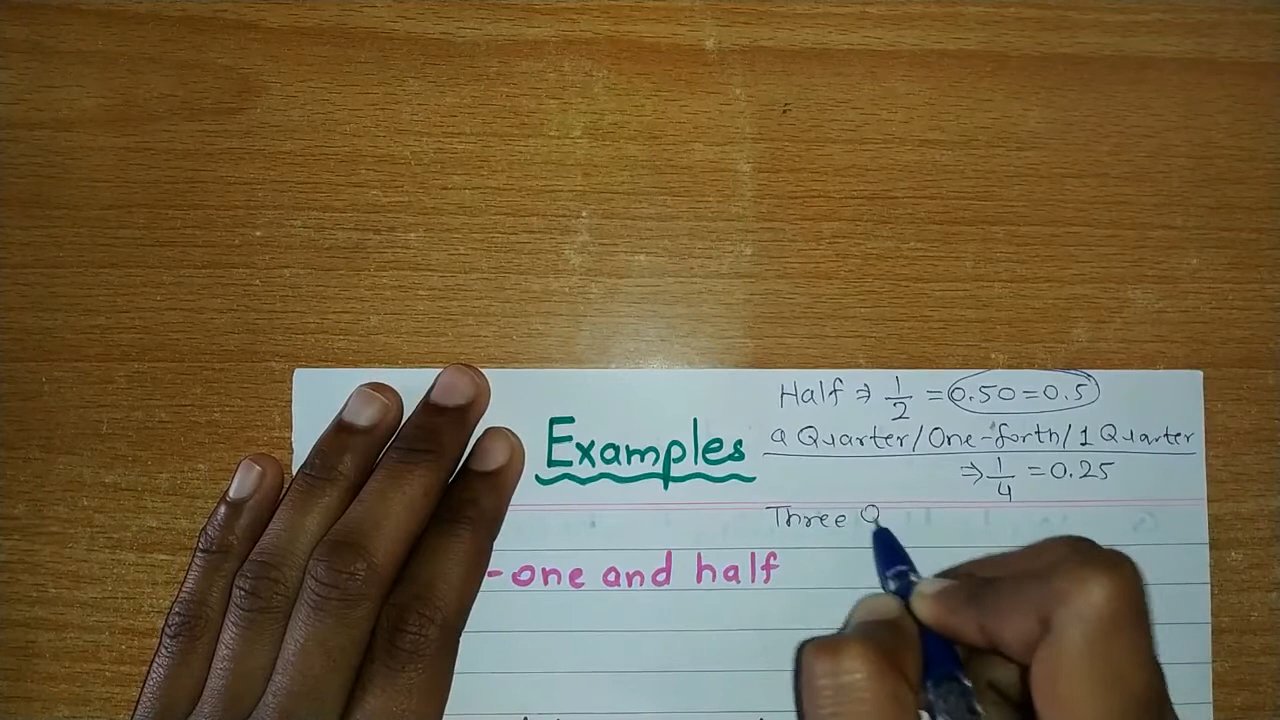 Half ⇒ 1/2 = 0.50 = 0.5
Examples
a Quarter/One-forth/1 Quarter
⇒ 1/4 = 0.25
Three Q
-one and half